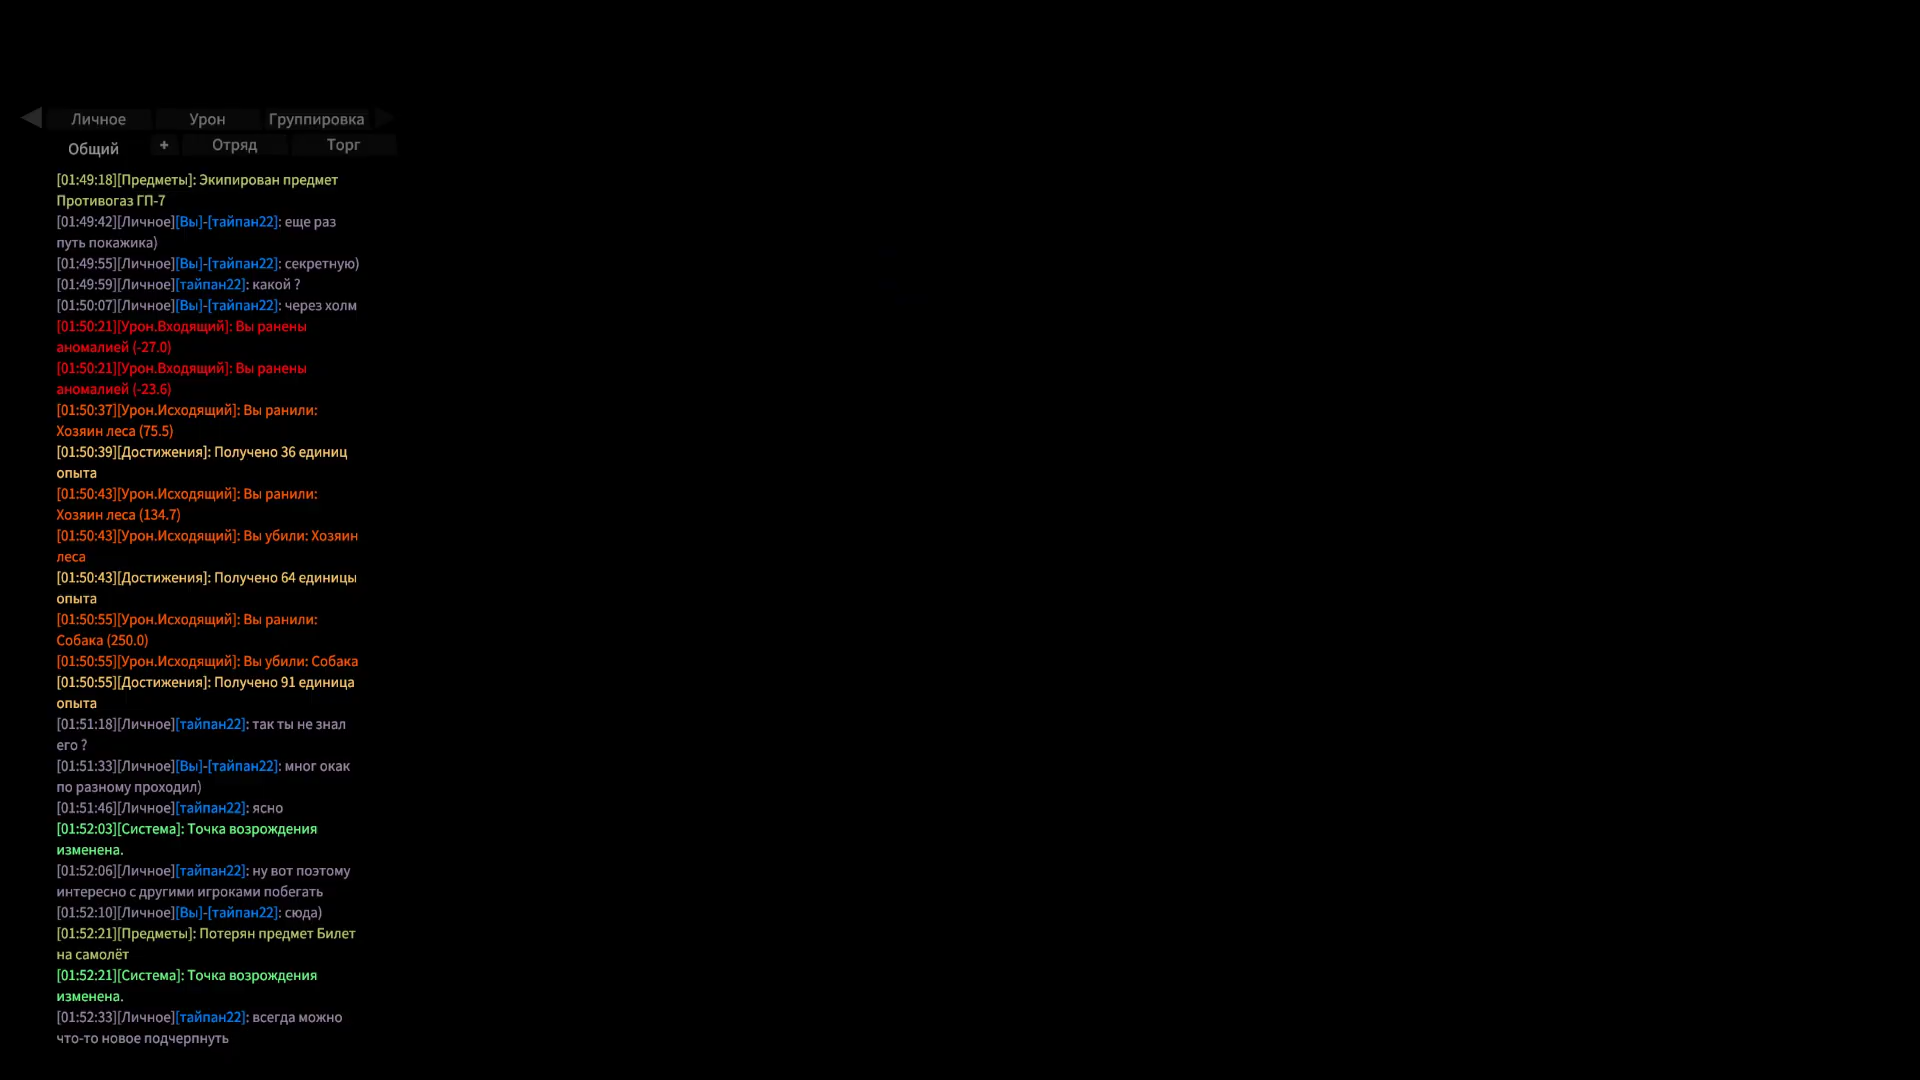 Личное Урон Группировка
Общий + Отряд Торг
[01:49:18][Предметы]: Экипирован предмет
Противогаз ГП-7
[01:49:42][Личное][Вы]-[тайпан22]: еще раз
путь покажика)
[01:49:55][Личное][Вы]-[тайпан22]: секретную)
[01:49:59][Личное][тайпан22]: какой ?
[01:50:07][Личное][Вы]-[тайпан22]: через холм
[01:50:21][Урон.Входящий]: Вы ранены
аномалией (-27.0)
[01:50:21][Урон.Входящий]: Вы ранены
аномалией (-23.6)
[01:50:37][Урон.Исходящий]: Вы ранили:
Хозяин леса (75.5)
[01:50:39][Достижения]: Получено 36 единиц
опыта
[01:50:43][Урон.Исходящий]: Вы ранили:
Хозяин леса (134.7)
[01:50:43][Урон.Исходящий]: Вы убили: Хозяин
леса
[01:50:43][Достижения]: Получено 64 единицы
опыта
[01:50:55][Урон.Исходящий]: Вы ранили:
Собака (250.0)
[01:50:55][Урон.Исходящий]: Вы убили: Собака
[01:50:55][Достижения]: Получено 91 единица
опыта
[01:51:18][Личное][тайпан22]: так ты не знал
его ?
[01:51:33][Личное][Вы]-[тайпан22]: мног окак
по разному проходил)
[01:51:46][Личное][тайпан22]: ясно
[01:52:03][Система]: Точка возрождения
изменена.
[01:52:06][Личное][тайпан22]: ну вот поэтому
интересно с другими игроками побегать
[01:52:10][Личное][Вы]-[тайпан22]: сюда)
[01:52:21][Предметы]: Потерян предмет Билет
на самолёт
[01:52:21][Система]: Точка возрождения
изменена.
[01:52:33][Личное][тайпан22]: всегда можно
что-то новое подчерпнуть